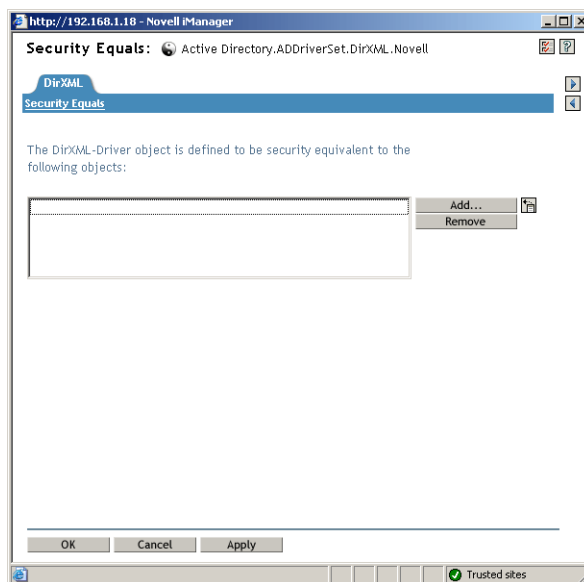 http://192.168.1.18 - Novell iManager
Security Equals: Active Directory.ADDriverSet.DirXML.Novell
DirXML
Security Equals
The DirXML-Driver object is defined to be security equivalent to the
following objects:
Add...
Remove
OK Cancel Apply
Trusted sites